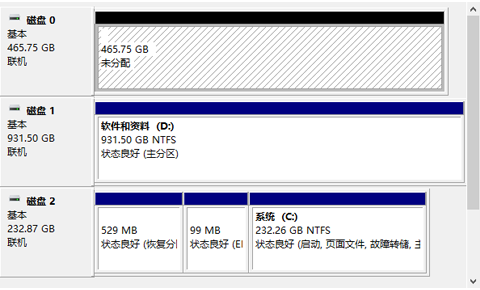 磁盘 0
基本
465.75 GB
联机
465.75 GB
未分配
磁盘 1
基本
931.50 GB
联机
软件和资料 (D:)
931.50 GB NTFS
状态良好 (主分区)
磁盘 2
基本
232.87 GB
联机
529 MB
状态良好 (恢复分
99 MB
状态良好 (EI
系统 (C:)
232.26 GB NTFS
状态良好 (启动, 页面文件, 故障转储, 主